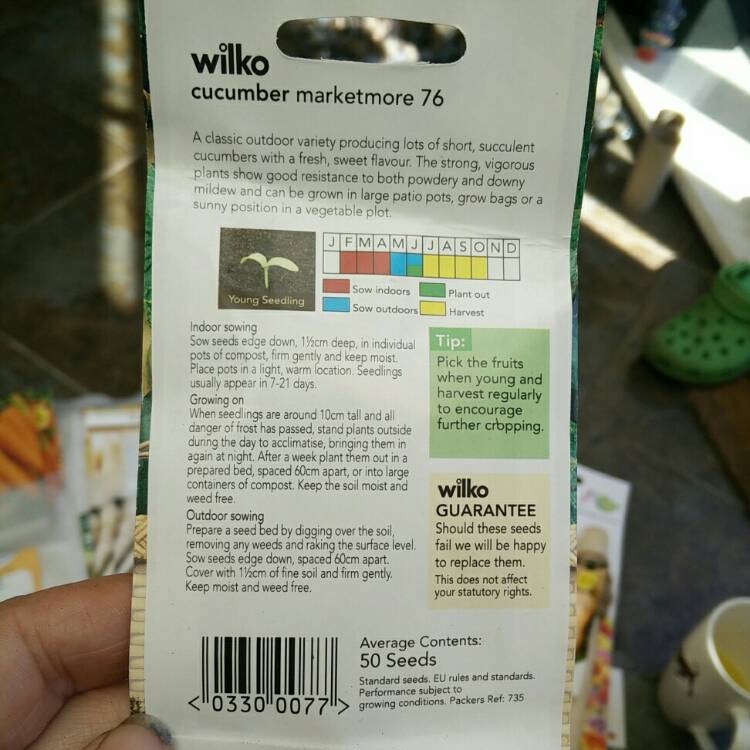 wilko
cucumber marketmore 76
A classic outdoor variety producing lots of short, succulent
cucumbers with a fresh, sweet flavour. The strong, vigorous
plants show good resistance to both powdery and downy
mildew and can be grown in large patio pots, grow bags or a
sunny position in a vegetable plot.
Young Seedling
J F M A M J J A S O N D
Sow indoors
Plant out
Sow outdoors
Harvest
Indoor sowing
Sow seeds edge down, 1½cm deep, in individual
pots of compost, firm gently and keep moist.
Place pots in a light, warm location. Seedlings
usually appear in 7-21 days.
Growing on
When seedlings are around 10cm tall and all
danger of frost has passed, stand plants outside
during the day to acclimatise, bringing them in
again at night. After a week plant them out in a
prepared bed, spaced 60cm apart, or into large
containers of compost. Keep the soil moist and
weed free.
Outdoor sowing
Prepare a seed bed by digging over the soil,
removing any weeds and raking the surface level.
Sow seeds edge down, spaced 60cm apart.
Cover with 1½cm of fine soil and firm gently.
Keep moist and weed free.
Tip:
Pick the fruits
when young and
harvest regularly
to encourage
further cropping.
wilko
GUARANTEE
Should these seeds
fail we will be happy
to replace them.
This does not affect
your statutory rights.
<0330 0077>
Average Contents:
50 Seeds
Standard seeds. EU rules and standards.
Performance subject to
growing conditions. Packers Ref: 735